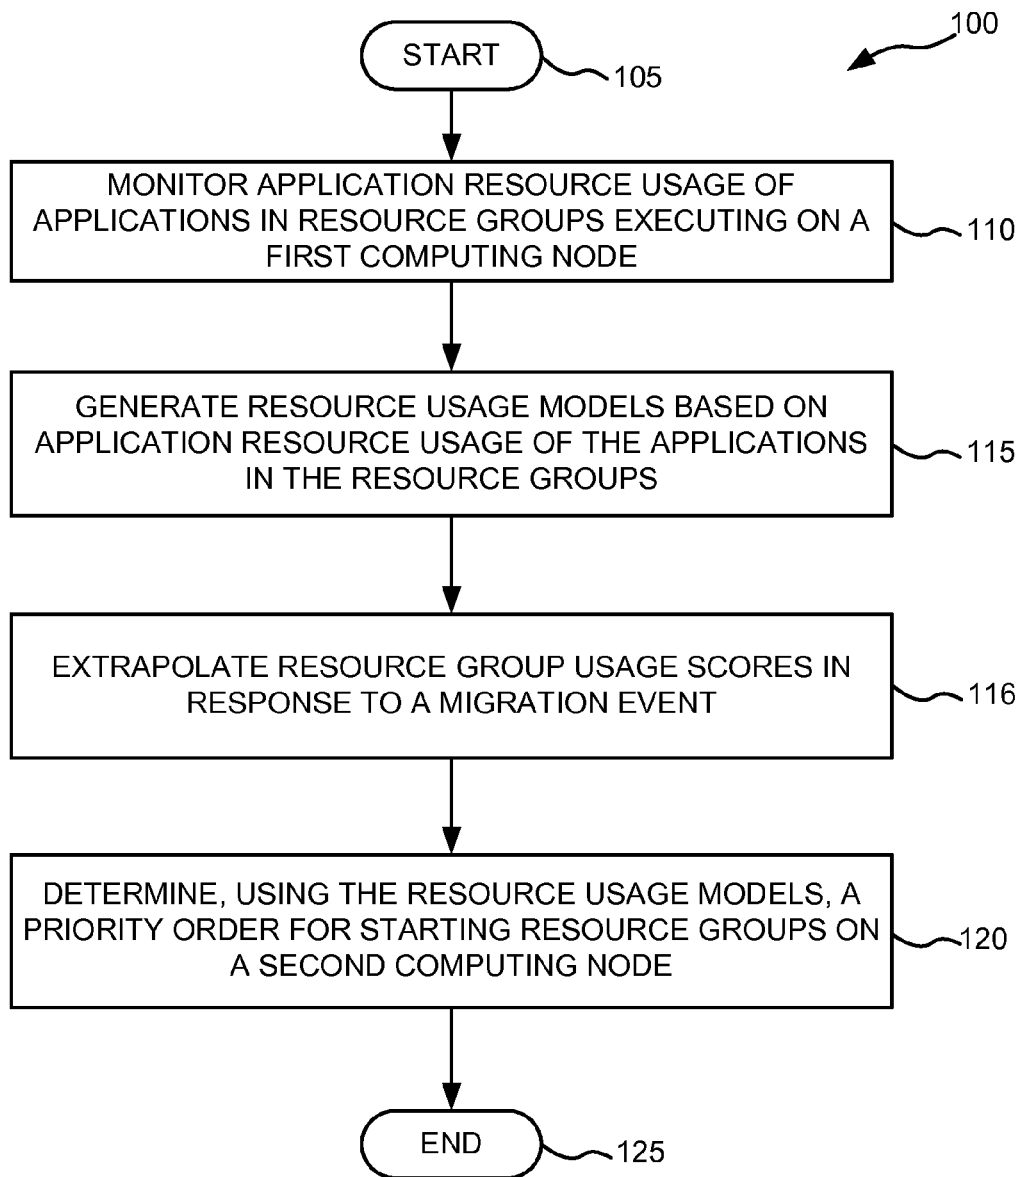 100
START
105
MONITOR APPLICATION RESOURCE USAGE OF
APPLICATIONS IN RESOURCE GROUPS EXECUTING ON A
FIRST COMPUTING NODE
110
GENERATE RESOURCE USAGE MODELS BASED ON
APPLICATION RESOURCE USAGE OF THE APPLICATIONS
IN THE RESOURCE GROUPS
115
EXTRAPOLATE RESOURCE GROUP USAGE SCORES IN
RESPONSE TO A MIGRATION EVENT
116
DETERMINE, USING THE RESOURCE USAGE MODELS, A
PRIORITY ORDER FOR STARTING RESOURCE GROUPS ON
A SECOND COMPUTING NODE
120
END
125